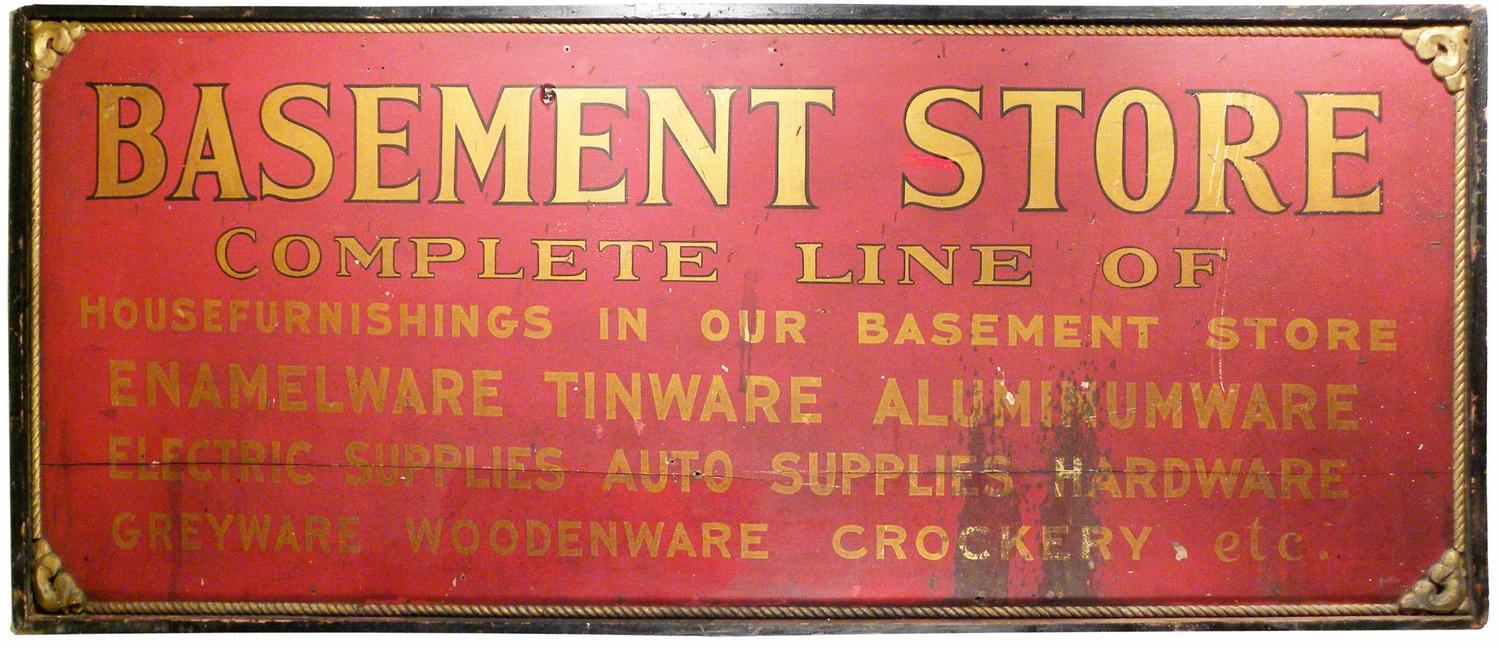 BASEMENT STORE
COMPLETE LINE OF
HOUSEFURNISHINGS IN OUR BASEMENT STORE
ENAMELWARE TINWARE ALUMINUMWARE
ELECTRIC SUPPLIES AUTO SUPPLIES HARDWARE
GREYWARE WOODENWARE CROCKERY etc.